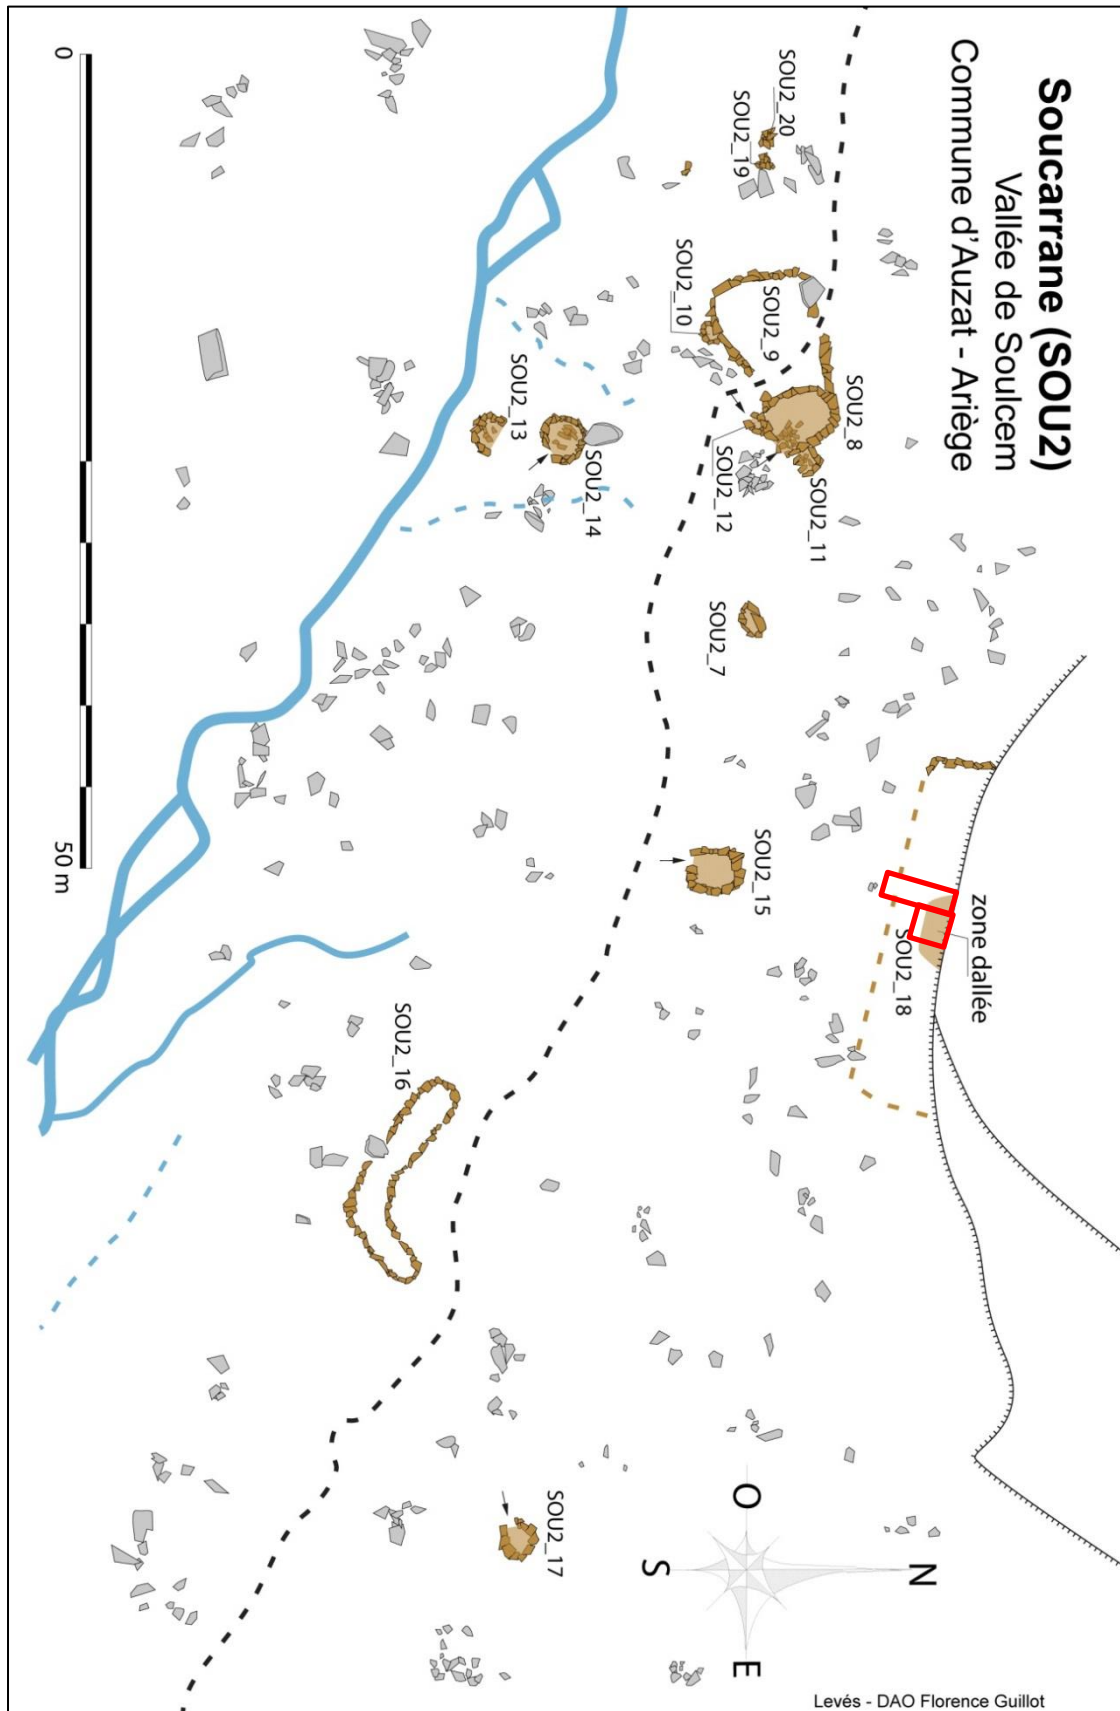 Soucarrane (SOU2)
Vallée de Soulcem
Commune d'Auzat - Ariège
SOU2_20
SOU2_19
SOU2_10
SOU2_9
SOU2_8
SOU2_11
SOU2_12
SOU2_13
SOU2_14
SOU2_7
SOU2_15
zone dallée
SOU2_18
SOU2_16
SOU2_17
0
50 m
N
O
E
S
Levés - DAO Florence Guillot